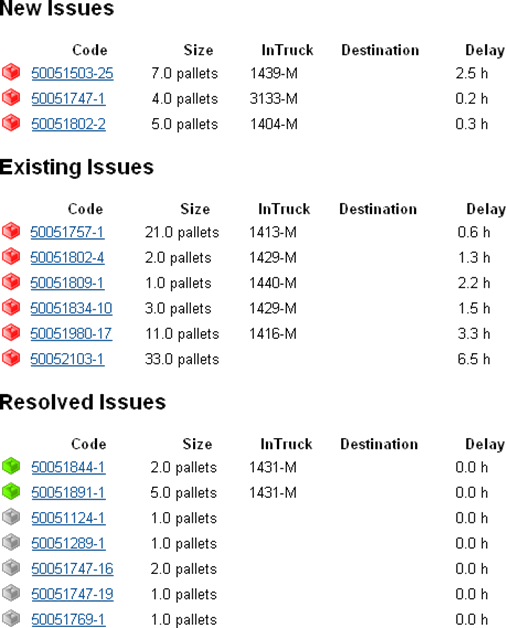 New Issues
Code Size InTruck Destination Delay
50051503-25 7.0 pallets 1439-M 2.5 h
50051747-1 4.0 pallets 3133-M 0.2 h
50051802-2 5.0 pallets 1404-M 0.3 h
Existing Issues
Code Size InTruck Destination Delay
50051757-1 21.0 pallets 1413-M 0.6 h
50051802-4 2.0 pallets 1429-M 1.3 h
50051809-1 1.0 pallets 1440-M 2.2 h
50051834-10 3.0 pallets 1429-M 1.5 h
50051980-17 11.0 pallets 1416-M 3.3 h
50052103-1 33.0 pallets 6.5 h
Resolved Issues
Code Size InTruck Destination Delay
50051844-1 2.0 pallets 1431-M 0.0 h
50051891-1 5.0 pallets 1431-M 0.0 h
50051124-1 1.0 pallets 0.0 h
50051289-1 1.0 pallets 0.0 h
50051747-16 2.0 pallets 0.0 h
50051747-19 1.0 pallets 0.0 h
50051769-1 1.0 pallets 0.0 h